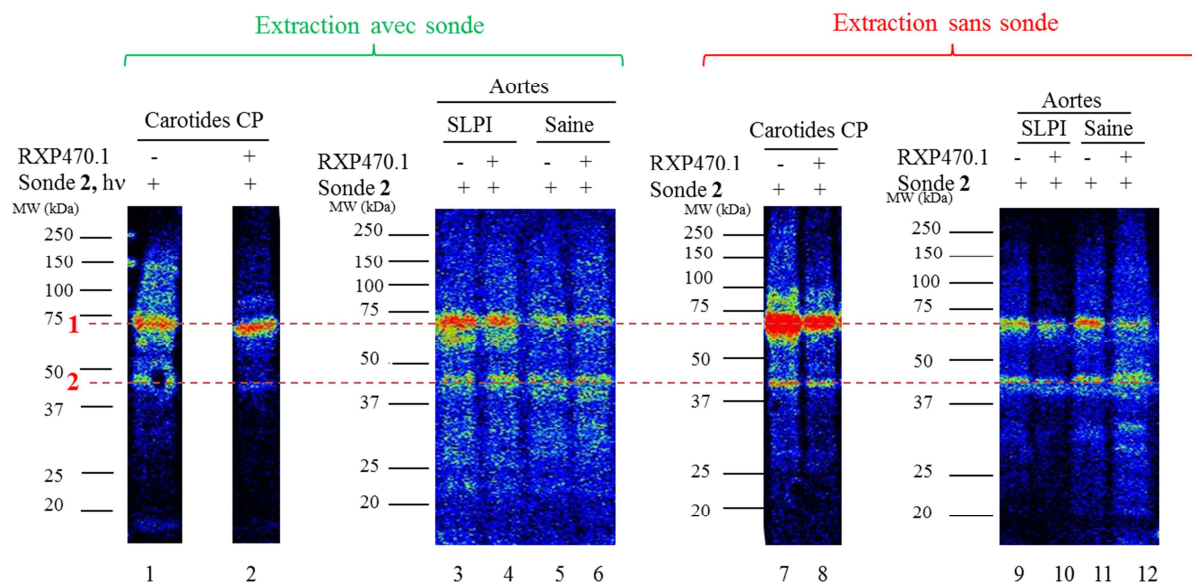 Extraction avec sonde
Extraction sans sonde
Carotides CP
RXP470.1 - +
Sonde 2, hν + +
MW (kDa)
250
150
100
75
50
37
25
20
1
2
1 2
Aortes
SLPI Saine
RXP470.1 - + - +
Sonde 2 + + + +
MW (kDa)
250
150
100
75
50
37
25
20
3 4 5 6
Carotides CP
RXP470.1 - +
Sonde 2 + +
MW (kDa)
250
150
100
75
50
37
25
20
7 8
Aortes
SLPI Saine
RXP470.1 - + - +
Sonde 2 + + + +
MW (kDa)
250
150
100
75
50
37
25
20
9 10 11 12